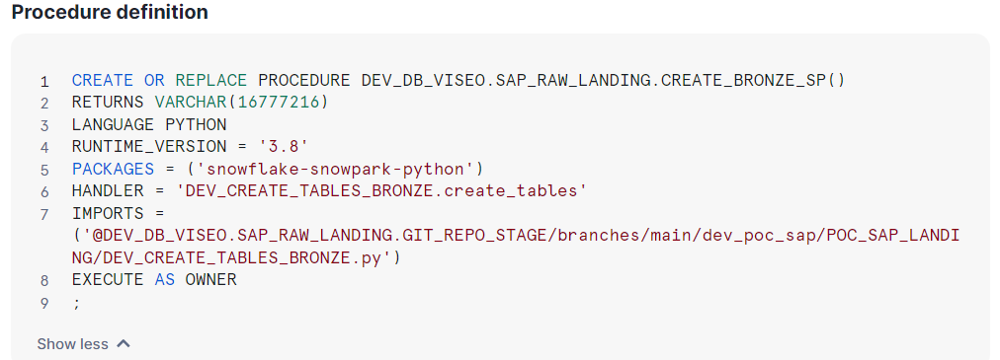 Procedure definition
1 CREATE OR REPLACE PROCEDURE DEV_DB_VISEO.SAP_RAW_LANDING.CREATE_BRONZE_SP()
2 RETURNS VARCHAR(16777216)
3 LANGUAGE PYTHON
4 RUNTIME_VERSION = '3.8'
5 PACKAGES = ('snowflake-snowpark-python')
6 HANDLER = 'DEV_CREATE_TABLES_BRONZE.create_tables'
7 IMPORTS =
('@DEV_DB_VISEO.SAP_RAW_LANDING.GIT_REPO_STAGE/branches/main/dev_poc_sap/POC_SAP_LANDI
NG/DEV_CREATE_TABLES_BRONZE.py')
8 EXECUTE AS OWNER
9 ;
Show less